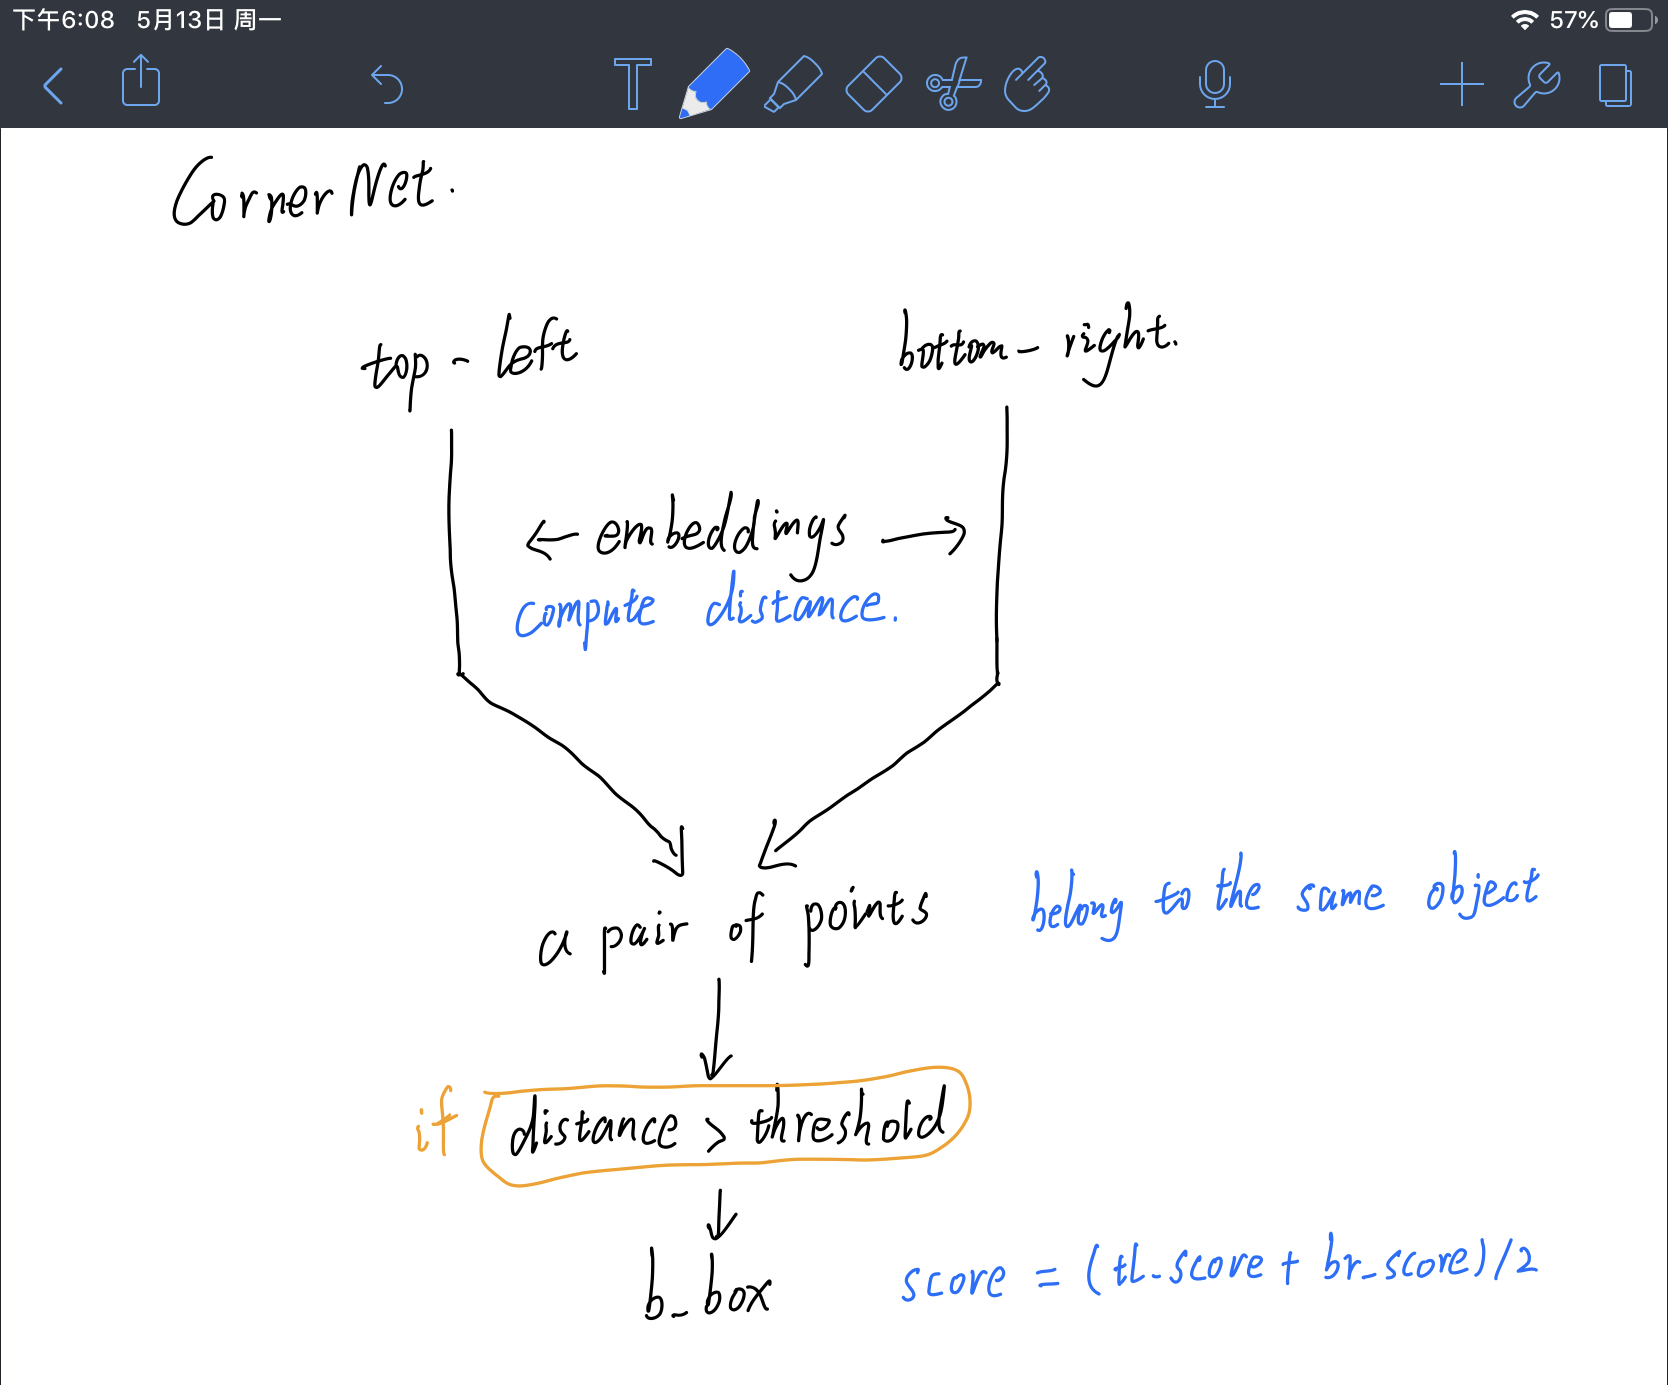 下午6:08 5月13日 周一 57%
CornerNet.
top - left bottom - right.
← embeddings →
compute distance.
a pair of points belong to the same object
if distance > threshold
b_box score = (tl_score + br_score)/2